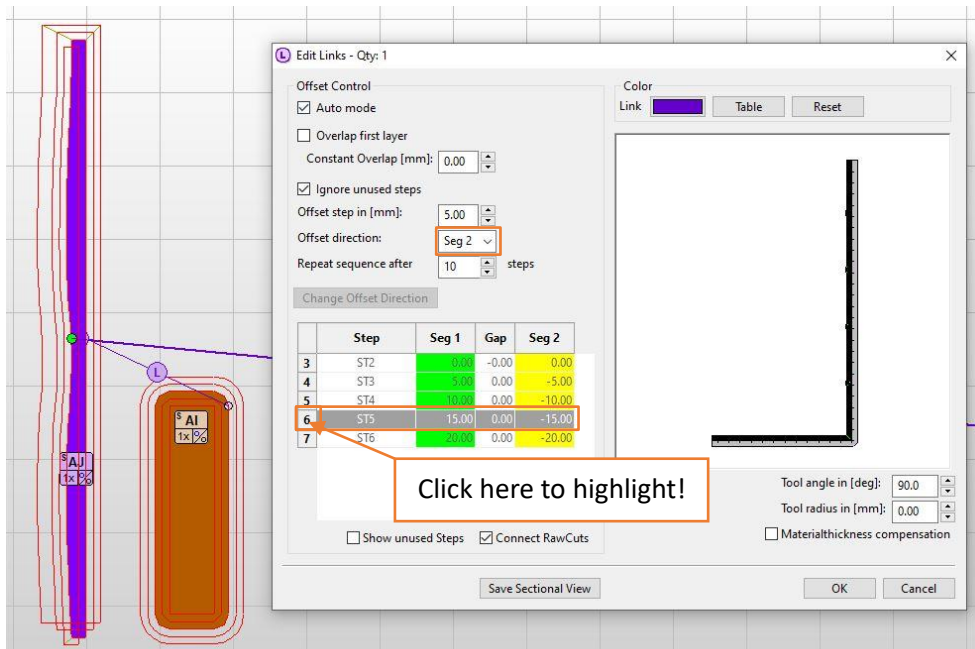 Edit Links - Qty: 1
Offset Control
Auto mode
Overlap first layer
Constant Overlap [mm]: 0.00
Ignore unused steps
Offset step in [mm]: 5.00
Offset direction: Seg 2
Repeat sequence after 10 steps
Change Offset Direction
Step Seg 1 Gap Seg 2
3 ST2 0.00 -0.00 0.00
4 ST3 5.00 0.00 -5.00
5 ST4 10.00 0.00 -10.00
6 ST5 15.00 0.00 -15.00
7 ST6 20.00 0.00 -20.00
Click here to highlight!
Show unused Steps Connect RawCuts
Color
Link Table Reset
Tool angle in [deg]: 90.0
Tool radius in [mm]: 0.00
Materialthickness compensation
Save Sectional View OK Cancel
L
L
S AI
1x %
S AJ
1x %